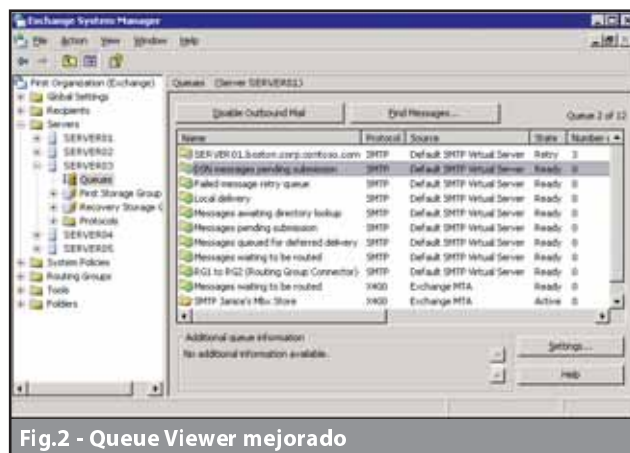 Exchange System Manager
File Action View Window Help
First Organization (Exchange)
Global Settings
Recipients
Servers
SERVER01
SERVER02
SERVER03
Queues
First Storage Group
Recovery Storage G
Protocols
SERVER04
SERVER05
System Policies
Routing Groups
Tools
Folders
Queues (Server SERVER03)
Disable Outbound Mail Find Messages... Queue 2 of 12
Name Protocol Source State Number
SERVER01.boston.corp.contoso.com SMTP Default SMTP Virtual Server Retry 3
DSN messages pending submission SMTP Default SMTP Virtual Server Ready 0
Failed message retry queue SMTP Default SMTP Virtual Server Ready 0
Local delivery SMTP Default SMTP Virtual Server Ready 0
Messages awaiting directory lookup SMTP Default SMTP Virtual Server Ready 0
Messages pending submission SMTP Default SMTP Virtual Server Ready 0
Messages queued for deferred delivery SMTP Default SMTP Virtual Server Ready 0
Messages waiting to be routed SMTP Default SMTP Virtual Server Ready 0
RG1 to RG2 (Routing Group Connector) SMTP Default SMTP Virtual Server Ready 0
Messages waiting to be routed X400 Exchange MTA Ready 0
SMTP Janice's Mbx Store X400 Exchange MTA Active 0
Additional queue information
No additional information available.
Settings...
Help
Fig.2 - Queue Viewer mejorado